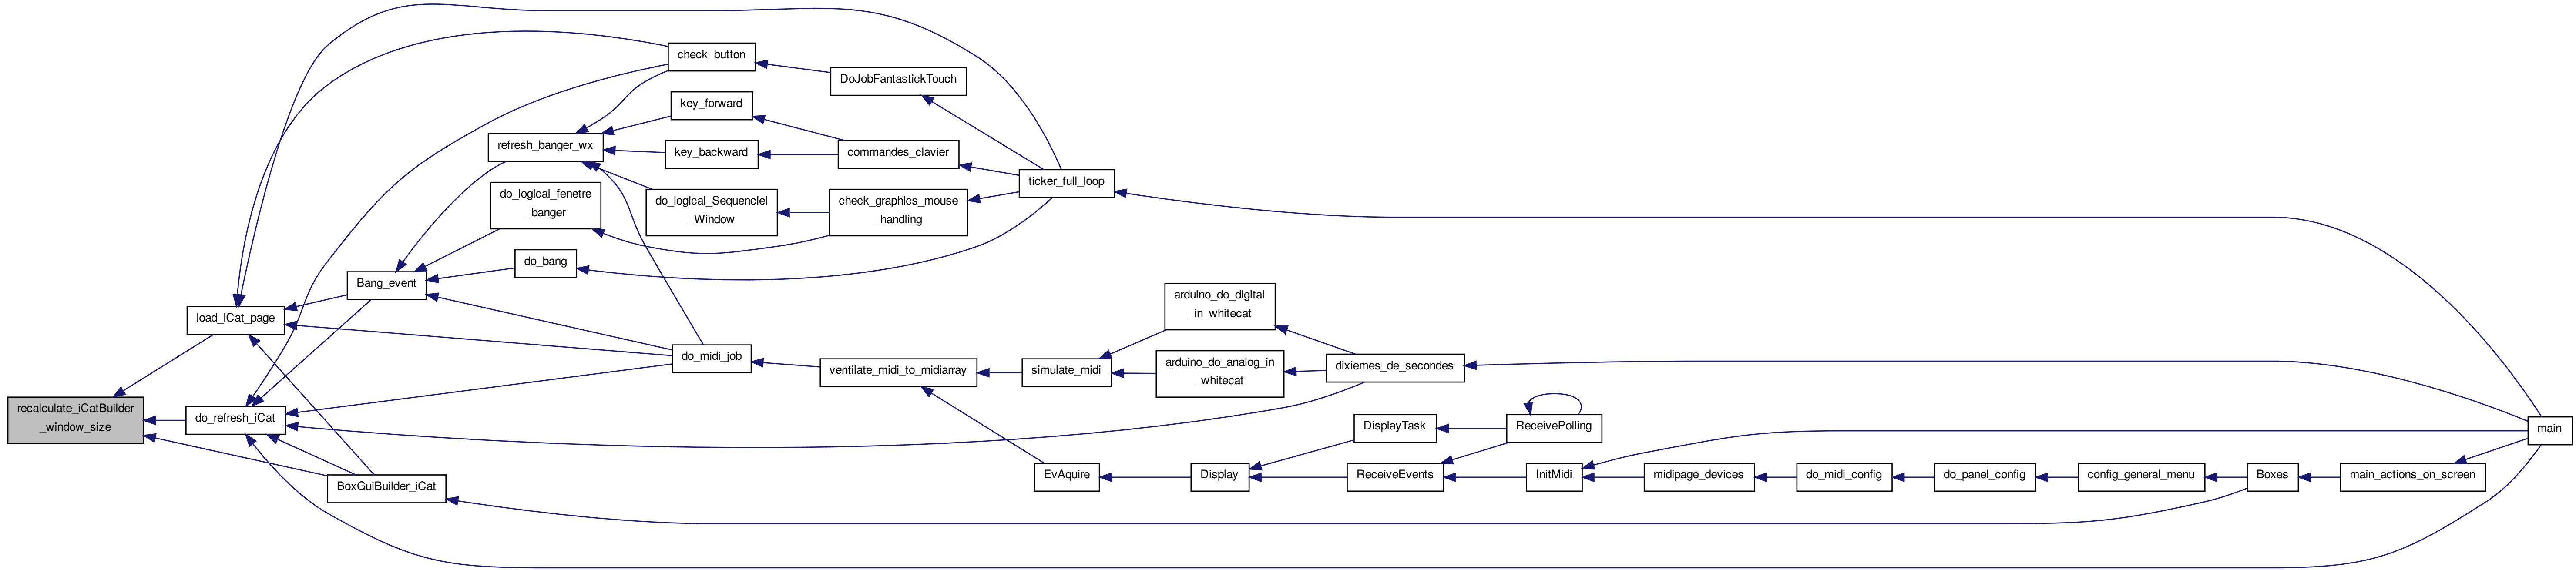 check_button
DoJobFantastickTouch
key_forward
refresh_banger_wx
key_backward
commandes_clavier
ticker_full_loop
do_logical_fenetre
_banger
do_logical_Sequenciel
_Window
check_graphics_mouse
_handling
do_bang
Bang_event
arduino_do_digital
_in_whitecat
load_iCat_page
do_midi_job
ventilate_midi_to_midiarray
simulate_midi
arduino_do_analog_in
_whitecat
dixiemes_de_secondes
recalculate_iCatBuilder
_window_size
do_refresh_iCat
DisplayTask
ReceivePolling
main
BoxGuiBuilder_iCat
EvAquire
Display
ReceiveEvents
InitMidi
midipage_devices
do_midi_config
do_panel_config
config_general_menu
Boxes
main_actions_on_screen